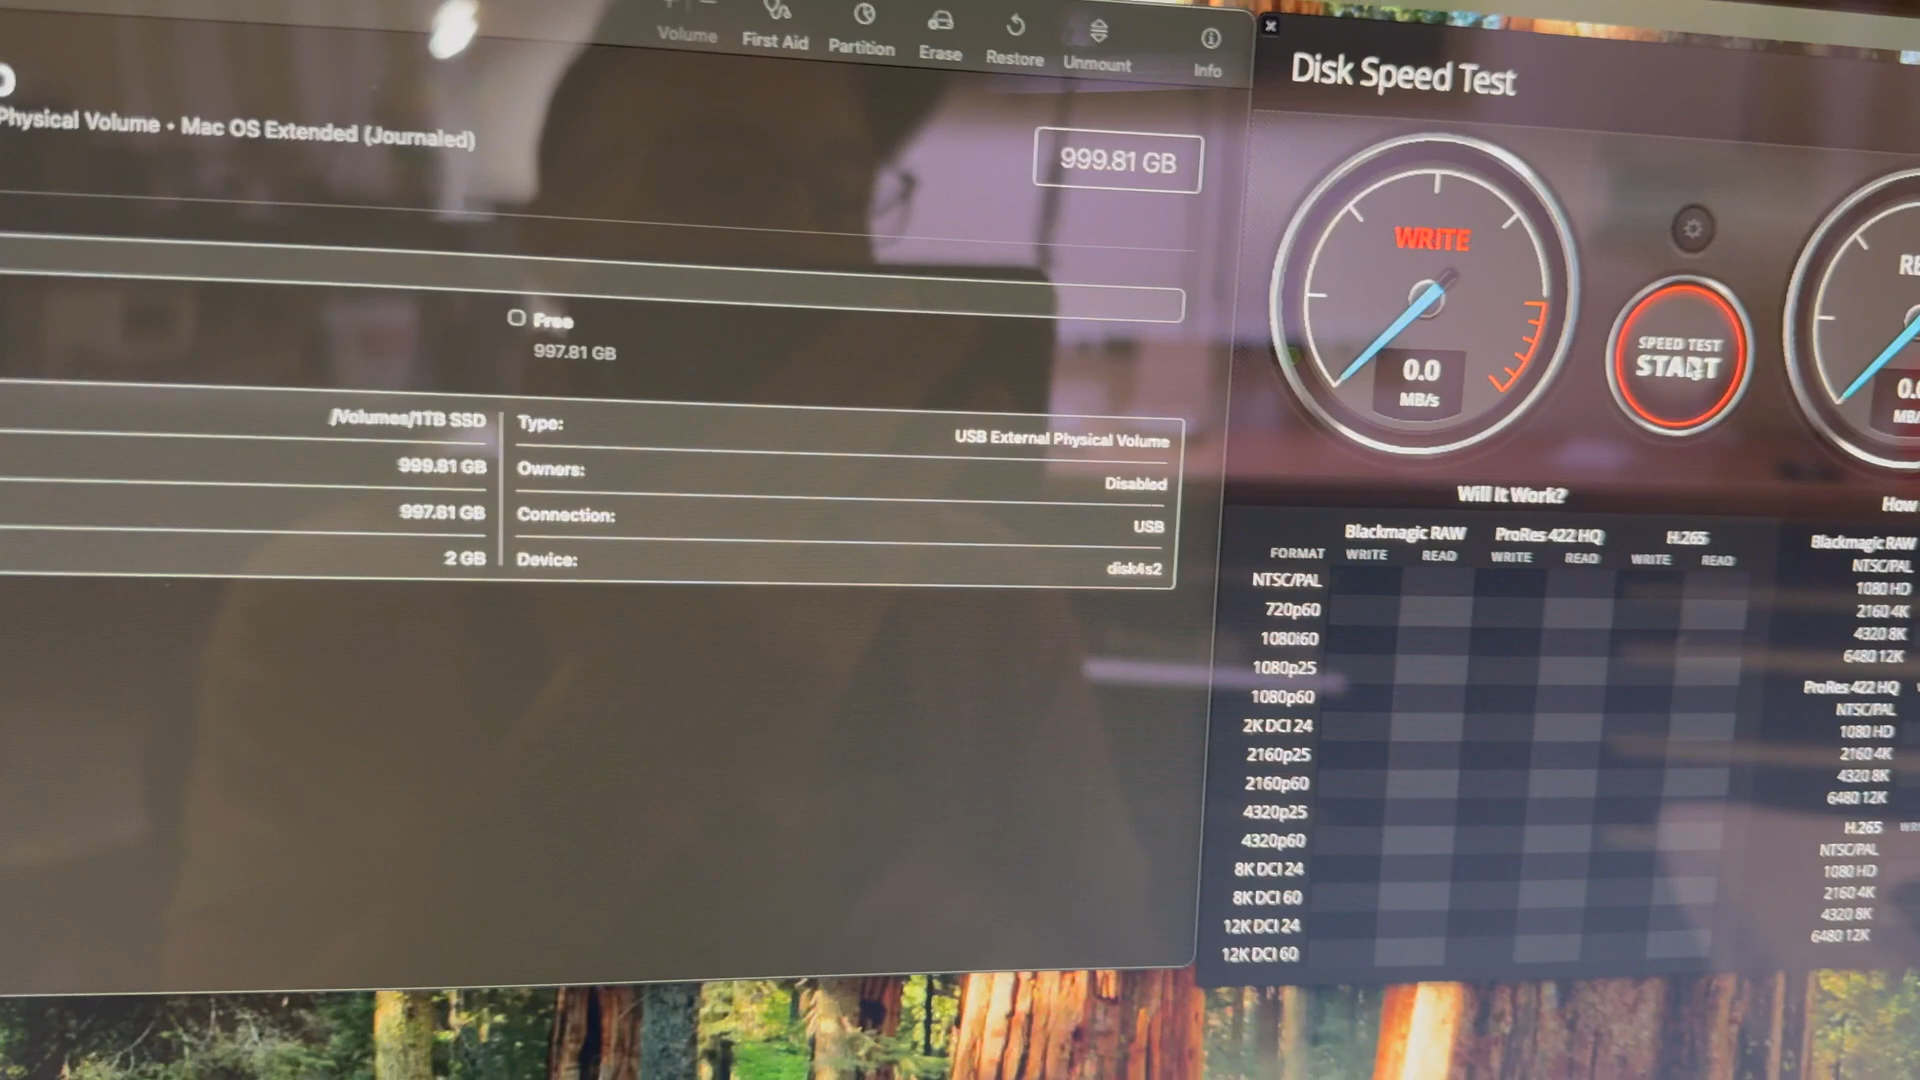 Volume
First Aid
Partition
Erase
Restore
Unmount
Info
Physical Volume • Mac OS Extended (Journaled)
999.81 GB
Free
997.81 GB
/Volumes/1TB SSD
999.81 GB
997.81 GB
2 GB
Type:
USB External Physical Volume
Owners:
Disabled
Connection:
USB
Device:
disk4s2
Disk Speed Test
WRITE
0.0
MB/s
SPEED TEST
START
Will It Work?
Blackmagic RAW ProRes 422 HQ H.265
FORMAT WRITE READ WRITE READ WRITE READ
NTSC/PAL
720p60
1080i60
1080p25
1080p60
2K DCI 24
2160p25
2160p60
4320p25
4320p60
8K DCI 24
8K DCI 60
12K DCI 24
12K DCI 60
How
Blackmagic RAW
NTSC/PAL
1080 HD
2160 4K
4320 8K
6480 12K
ProRes 422 HQ
NTSC/PAL
1080 HD
2160 4K
4320 8K
6480 12K
H.265
NTSC/PAL
1080 HD
2160 4K
4320 8K
6480 12K